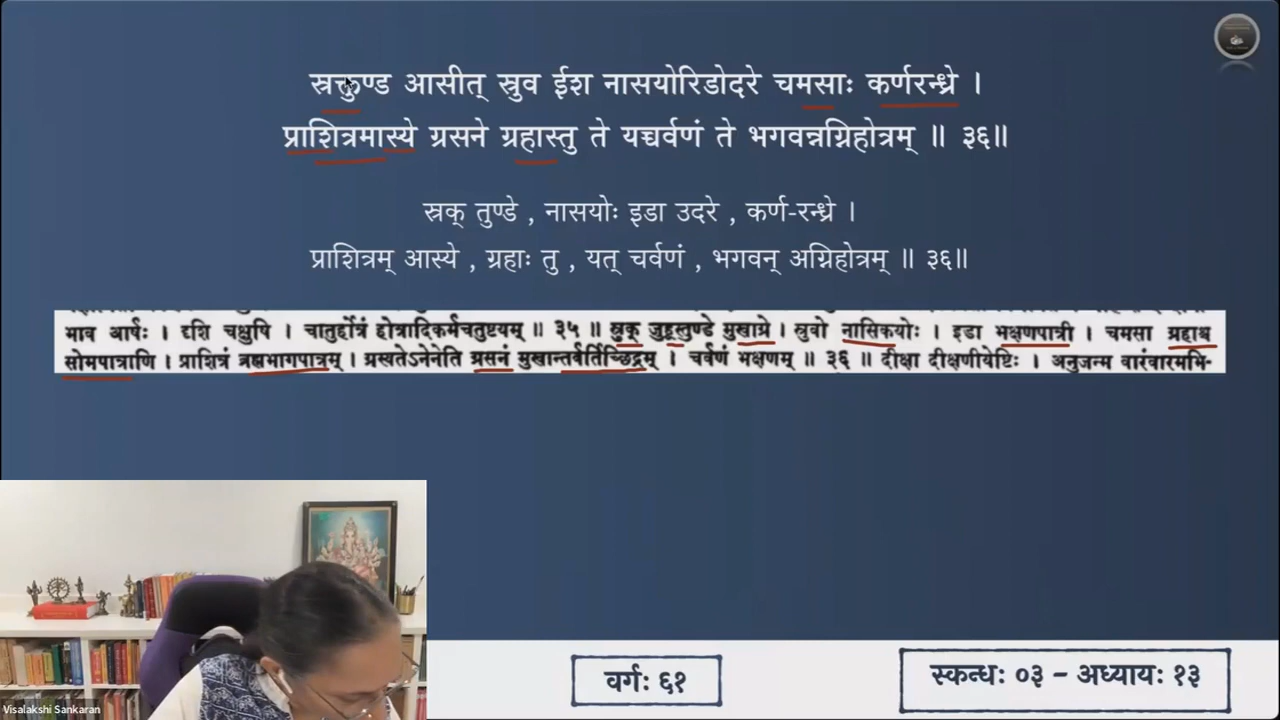 स्रक्तुण्ड आसीत् स्रुव ईश नासयोरिडोदरे चमसाः कर्णरन्ध्रे ।
प्राशित्रमास्ये ग्रसने ग्रहास्तु ते यच्चर्वणं ते भगवन्नग्निहोत्रम् ॥ ३६॥
स्रक् तुण्डे , नासयोः इडा उदरे , कर्ण-रन्ध्रे ।
प्राशित्रम् आस्ये , ग्रहाः तु , यत् चर्वणं , भगवन् अग्निहोत्रम् ॥ ३६॥
भाव आर्षः । दृशि चक्षुषि । चातुर्होत्रं होत्रादिकर्मचतुष्टयम् ॥ ३५ ॥ स्रुक् जुहूस्तुण्डे मुखाग्रे । स्रुवो नासिकयोः । इडा भक्षणपात्री । चमसा ग्रहाश्च
सोमपात्राणि । प्राशित्रं ब्रह्मभागपात्रम् । ग्रस्यतेऽनेनेति ग्रसनं मुखान्तर्वर्तिच्छिद्रम् । चर्वणं भक्षणम् ॥ ३६ ॥ दीक्षा दीक्षणीयेष्टिः । अनुजन्म वारंवारमभि-
Visalakshi Sankaran
वर्गः ६१
स्कन्धः ०३ – अध्यायः १३